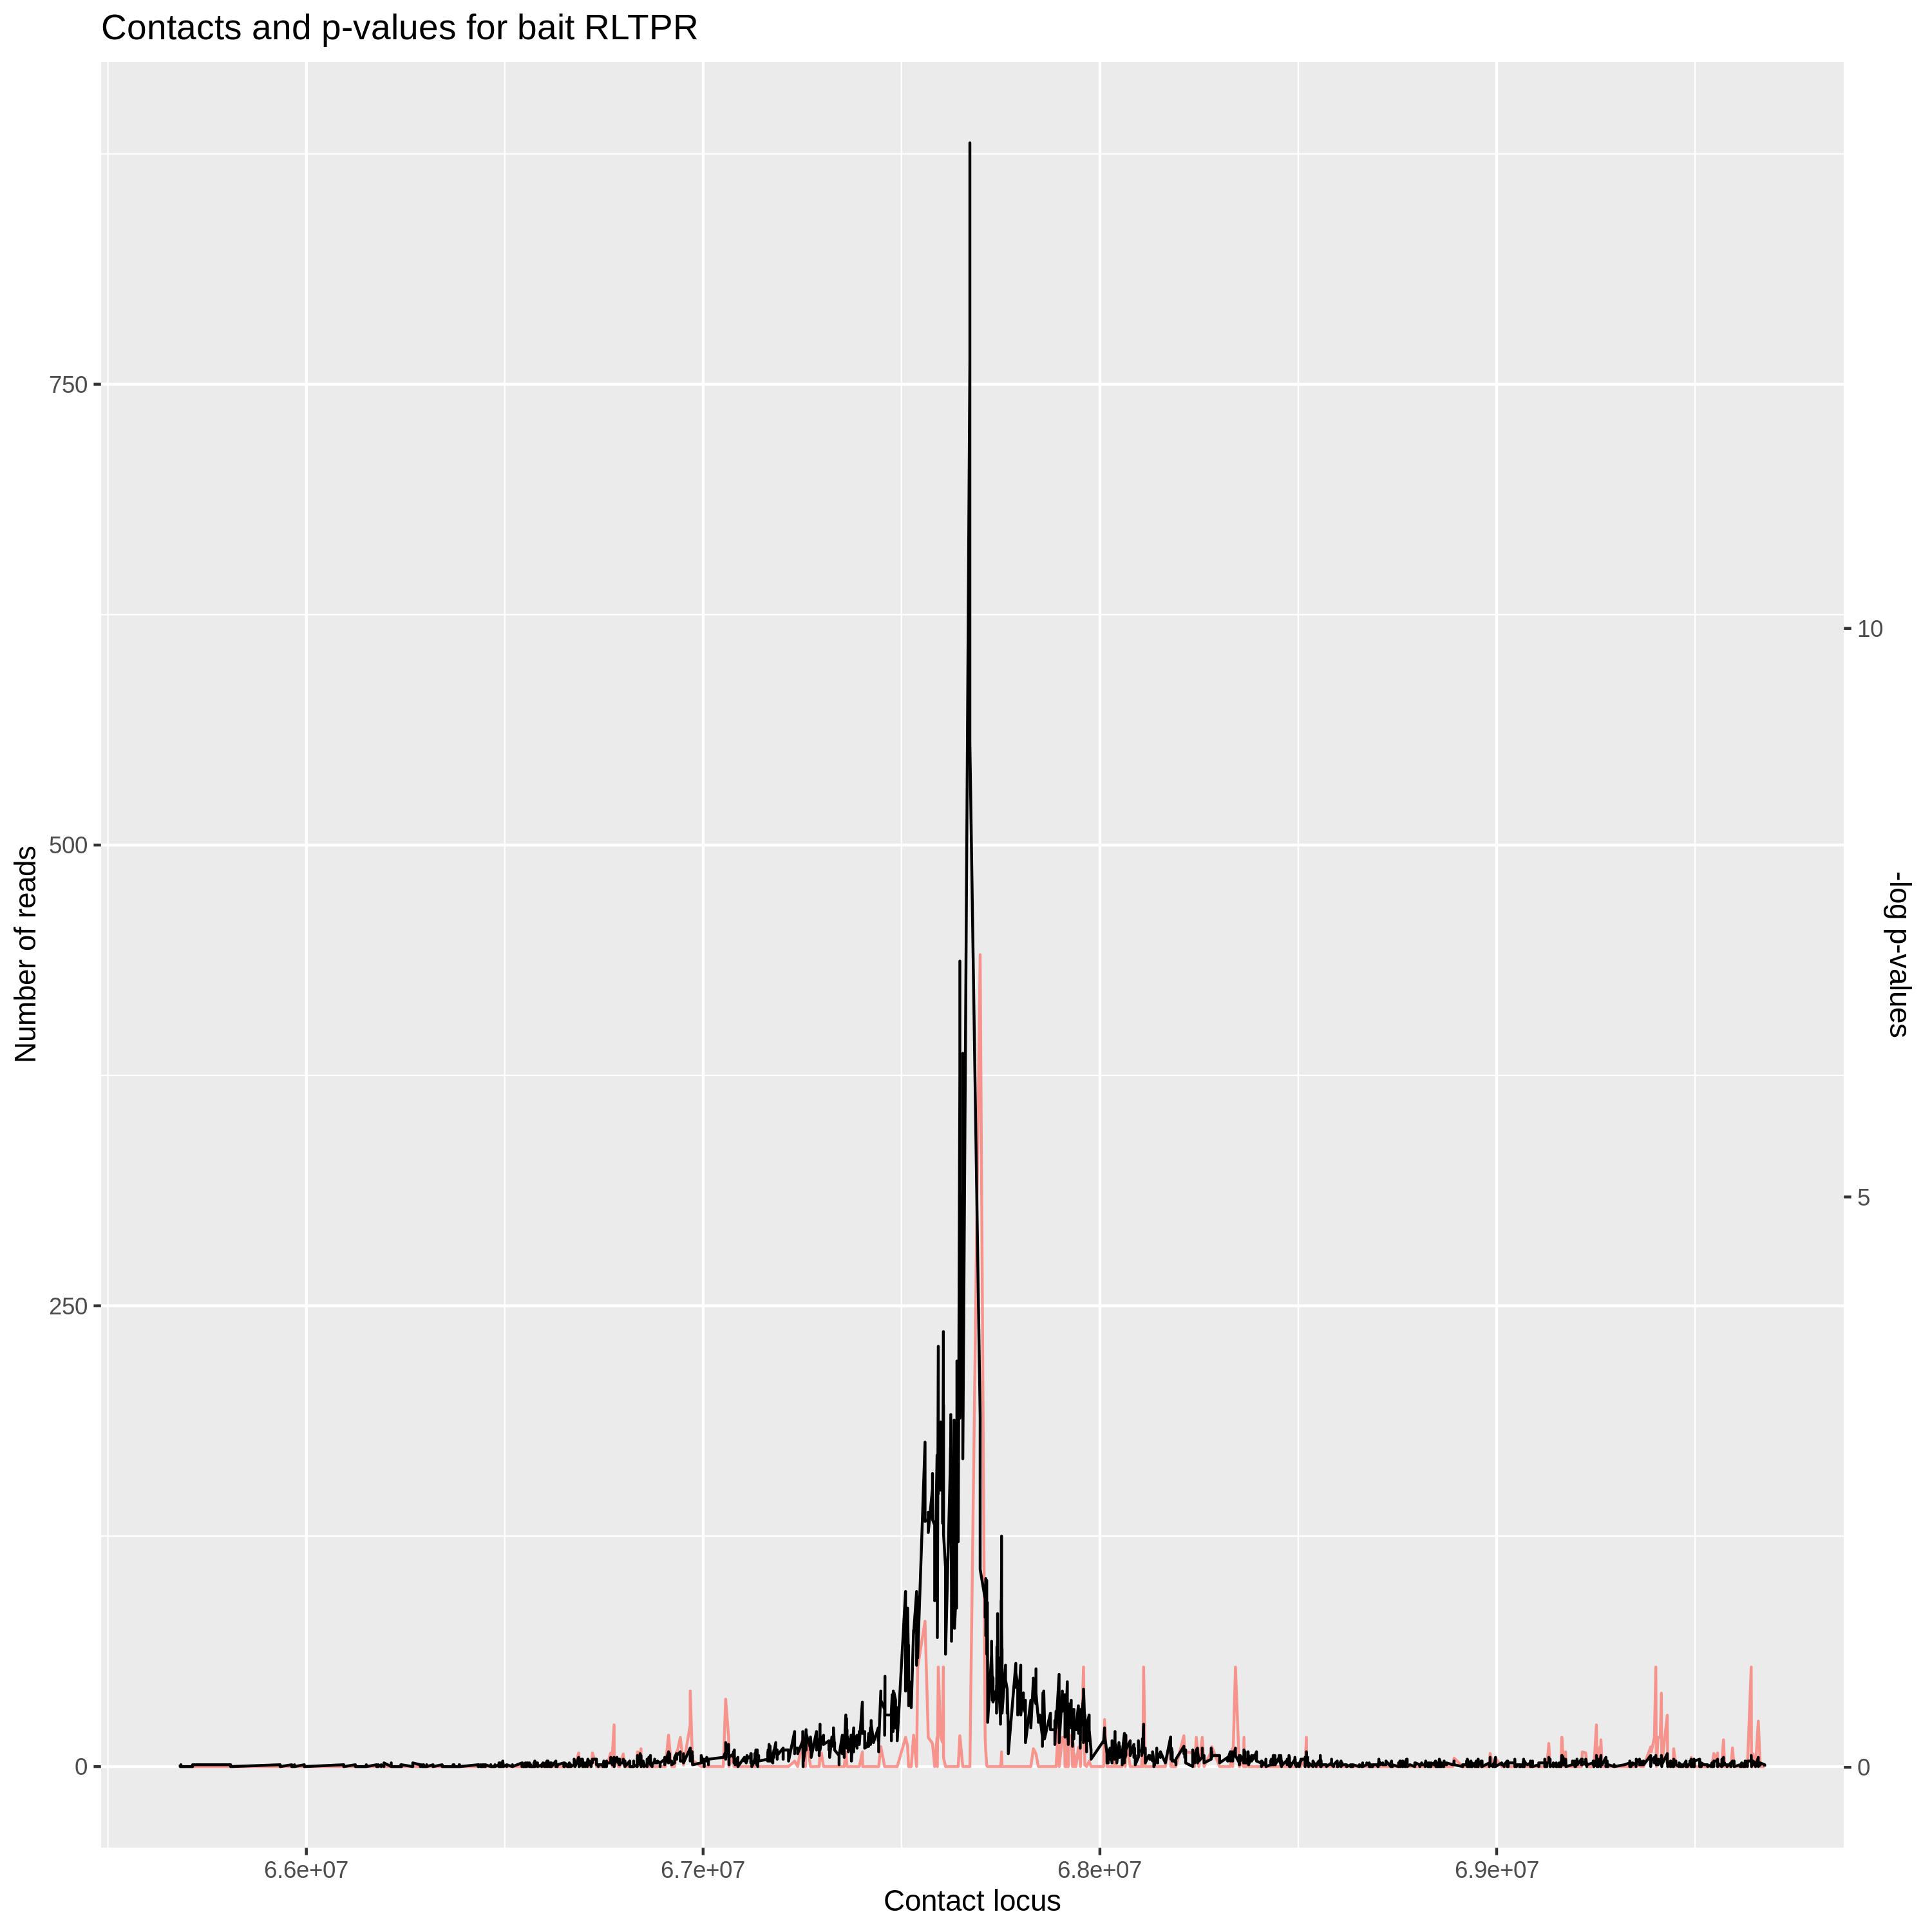 Contacts and p-values for bait RLTPR
750
500
250
0
Number of reads
10
5
0
-log p-values
6.6e+07
6.7e+07
6.8e+07
6.9e+07
Contact locus